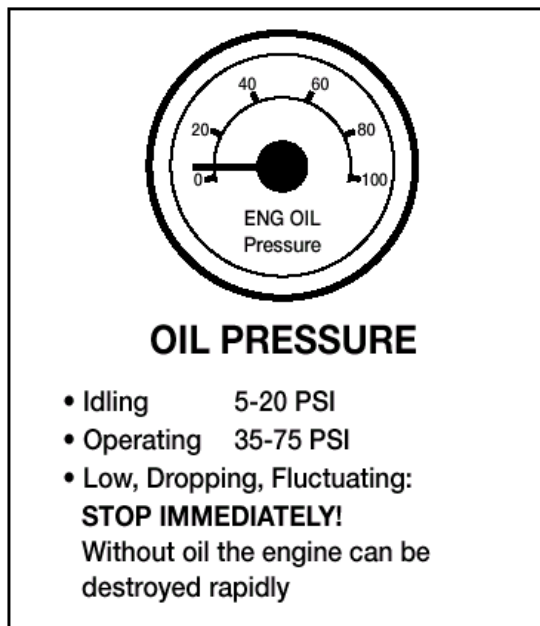 40 60
20 80
0 100
ENG OIL
Pressure
OIL PRESSURE
• Idling 5-20 PSI
• Operating 35-75 PSI
• Low, Dropping, Fluctuating:
STOP IMMEDIATELY!
Without oil the engine can be
destroyed rapidly